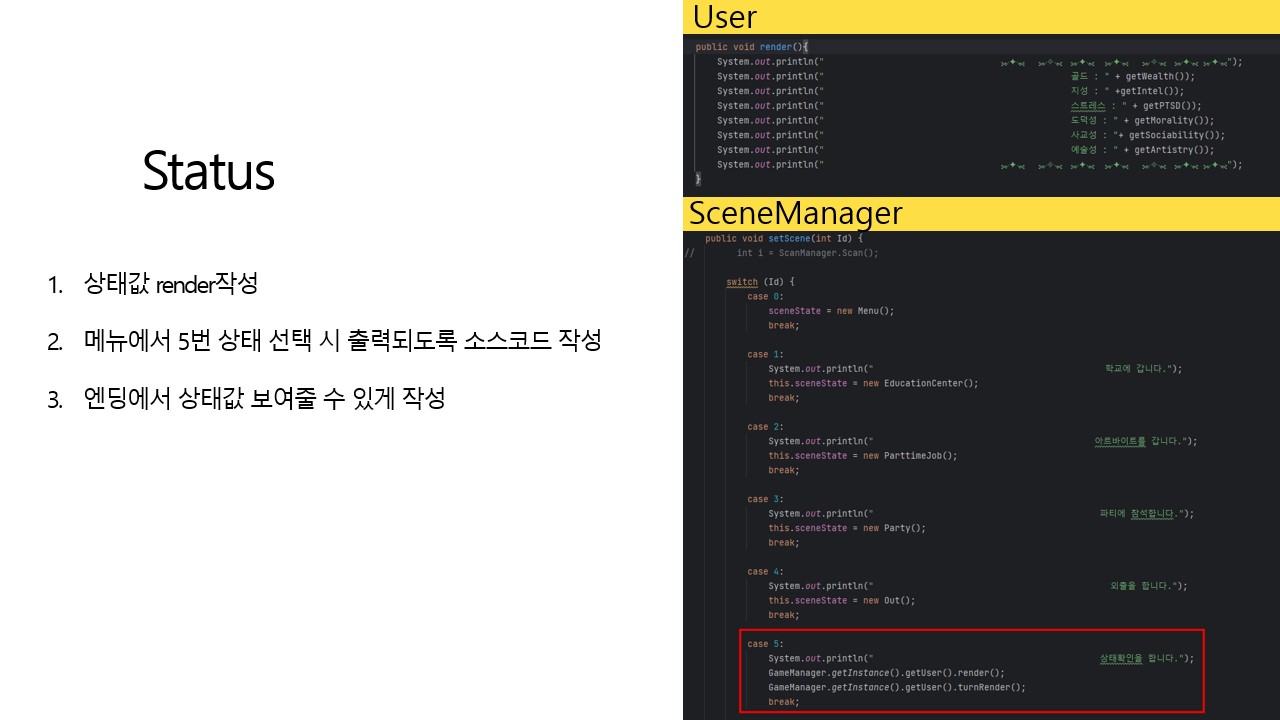 Status
1. 상태값 render작성
2. 메뉴에서 5번 상태 선택 시 출력되도록 소스코드 작성
3. 엔딩에서 상태값 보여줄 수 있게 작성
User
public void render(){
System.out.println("                                        ");
System.out.println("                    골드 : " + getWealth());
System.out.println("                    지성 : " +getIntel());
System.out.println("                    스트레스 : " + getPTSD());
System.out.println("                    도덕성 : " + getMorality());
System.out.println("                    사교성 : "+ getSociability());
System.out.println("                    예술성 : " + getArtistry());
System.out.println("                                        ");
}
SceneManager
public void setScene(int Id) {
//      int i = ScanManager.Scan();
switch (Id) {
case 0:
sceneState = new Menu();
break;
case 1:
System.out.println("                    학교에 갑니다.");
this.sceneState = new EducationCenter();
break;
case 2:
System.out.println("                    아트바이트를 갑니다.");
this.sceneState = new ParttimeJob();
break;
case 3:
System.out.println("                    파티에 참석합니다.");
this.sceneState = new Party();
break;
case 4:
System.out.println("                    외출을 합니다.");
this.sceneState = new Out();
break;
case 5:
System.out.println("                    상태확인을 합니다.");
GameManager.getInstance().getUser().render();
GameManager.getInstance().getUser().turnRender();
break;